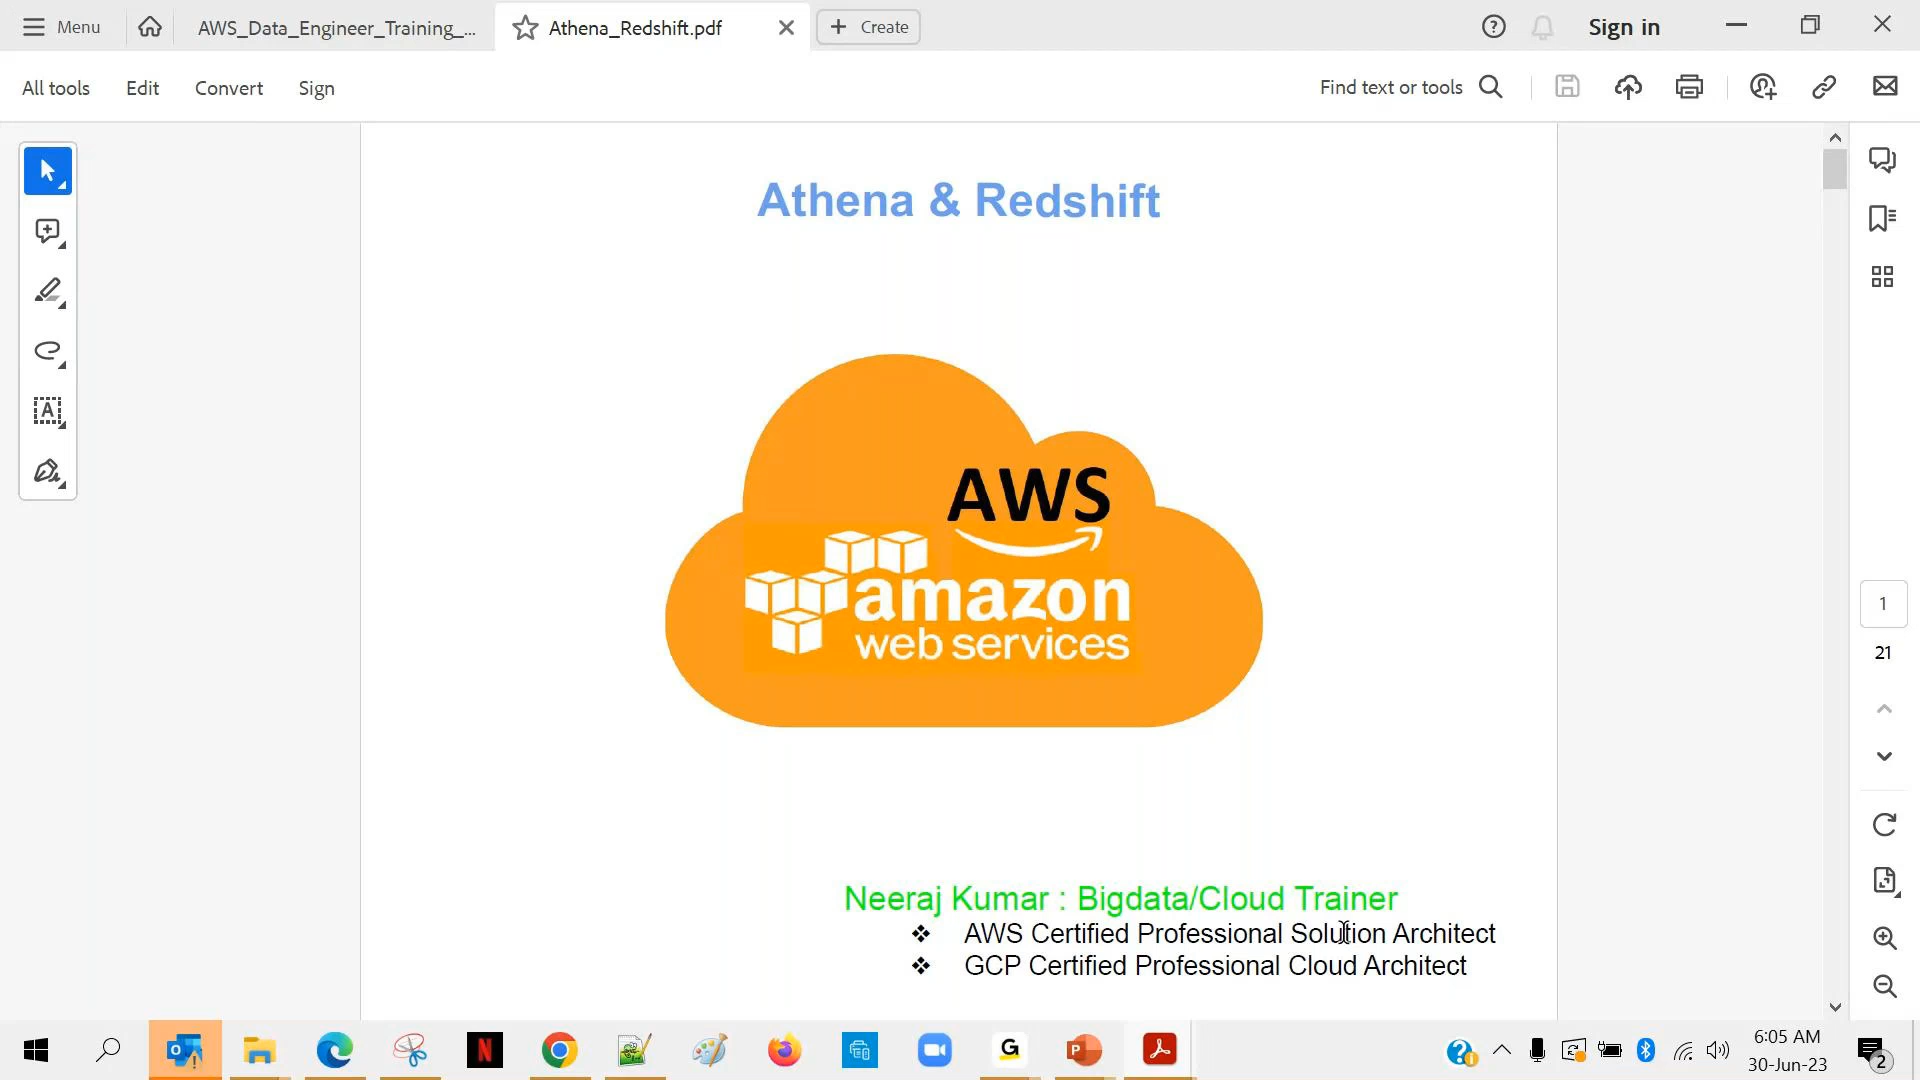 Menu
AWS_Data_Engineer_Training_...
Athena_Redshift.pdf
Create
Sign in
All tools
Edit
Convert
Sign
Find text or tools
Athena & Redshift
AWS
amazon
web services
1
21
Neeraj Kumar : Bigdata/Cloud Trainer
❖ AWS Certified Professional Solution Architect
❖ GCP Certified Professional Cloud Architect
6:05 AM
30-Jun-23
2